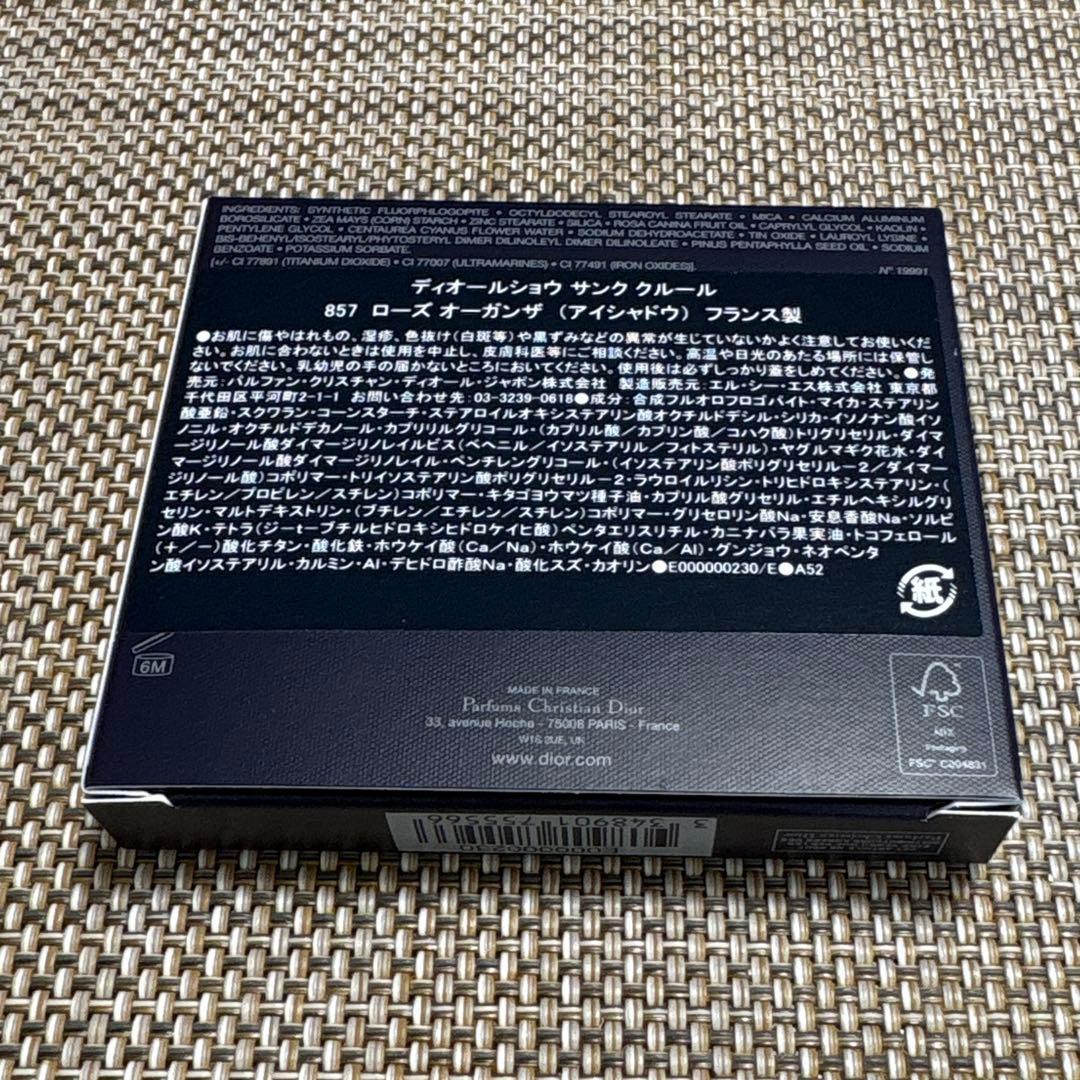 INGREDIENTS: SYNTHETIC FLUORPHLOGOPITE • OCTYLDODECYL STEAROYL STEARATE • MICA • CALCIUM ALUMINUM
BOROSILICATE • ZEA MAYS (CORN) STARCH • ZINC STEARATE • SILICA • ROSA CANINA FRUIT OIL • CAPRYLYL GLYCOL • KAOLIN •
PENTYLENE GLYCOL • CENTAUREA CYANUS FLOWER WATER • SODIUM DEHYDROACETATE • TIN OXIDE • LAUROYL LYSINE •
BIS-BEHENYL/ISOSTEARYL/PHYTOSTERYL DIMER DILINOLEYL DIMER DILINOLEATE • PINUS PENTAPHYLLA SEED OIL • SODIUM
BENZOATE • POTASSIUM SORBATE.
[+/- CI 77891 (TITANIUM DIOXIDE) • CI 77007 (ULTRAMARINES) • CI 77491 (IRON OXIDES)]. N° 19991
ディオールショウ サンク クルール
857 ローズ オーガンザ (アイシャドウ) フランス製
●お肌に傷やはれもの、湿疹、色抜け(白斑等)や黒ずみなどの異常が生じていないかよく注意してお使いくだ
さい。お肌に合わないときは使用を中止し、皮膚科医等にご相談ください。高温や日光のあたる場所には保管し
ないでください。乳幼児の手の届かないところにおいてください。使用後は必ずしっかり蓋をしめてください。●発
売元:パルファン・クリスチャン・ディオール・ジャポン株式会社 製造販売元:エル・シー・エス株式会社 東京都
千代田区平河町2-1-1 お問い合わせ先:03-3239-0618●成分:合成フルオロフロゴパイト・マイカ・ステアリン
酸亜鉛・スクワラン・コーンスターチ・ステアロイルオキシステアリン酸オクチルドデシル・シリカ・イソノナン酸イソ
ノニル・オクチルドデカノール・カプリルグリコール・(カプリル酸/カプリン酸/コハク酸)トリグリセリル・ダイマ
ージリノール酸ダイマージリノレイルビス(ベヘニル/イソステアリル/フィトステリル)・ヤグルマギク花水・ダイ
マージリノール酸ダイマージリノレイル・ペンチレングリコール・(イソステアリン酸ポリグリセリル-2/ダイマー
ジリノール酸)コポリマー・トリイソステアリン酸ポリグリセリル-2・ラウロイルリシン・トリヒドロキシステアリン・(
エチレン/プロピレン/スチレン)コポリマー・キタゴヨウマツ種子油・カプリル酸グリセリル・エチルヘキシルグリ
セリン・マルトデキストリン・(ブチレン/エチレン/スチレン)コポリマー・グリセロリン酸Na・安息香酸Na・ソルビ
ン酸K・テトラ(ジ-t-ブチルヒドロキシヒドロケイヒ酸)ペンタエリスリチル・カニナバラ果実油・トコフェロール
(+/-)酸化チタン・酸化鉄・ホウケイ酸(Ca/Na)・ホウケイ酸(Ca/Al)・グンジョウ・ネオペンタ
ン酸イソステアリル・カルミン・Al・デヒドロ酢酸Na・酸化スズ・カオリン●E000000230/E●A52
紙
6M
MADE IN FRANCE
Parfums Christian Dior
33, avenue Hoche - 75008 PARIS - France
W1S 2UE, UK
www.dior.com
FSC
MIX
Packaging
FSC™ C004831
3 348901 755566
E000000230